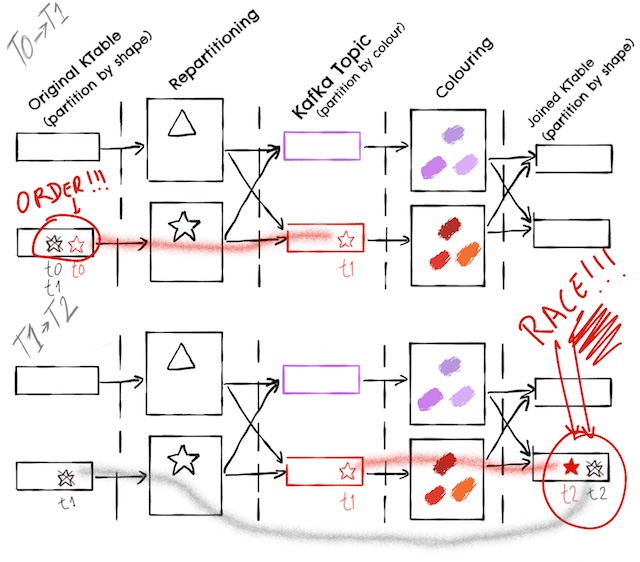 T0→T1
Original KTable
(partition by shape)
Repartitioning
Kafka Topic
(partition by colour)
Colouring
Joined KTable
(partition by shape)
ORDER!!!
t0 t0
t1
t1
T1→T2
RACE!!!!
t1
t1
t2 t2